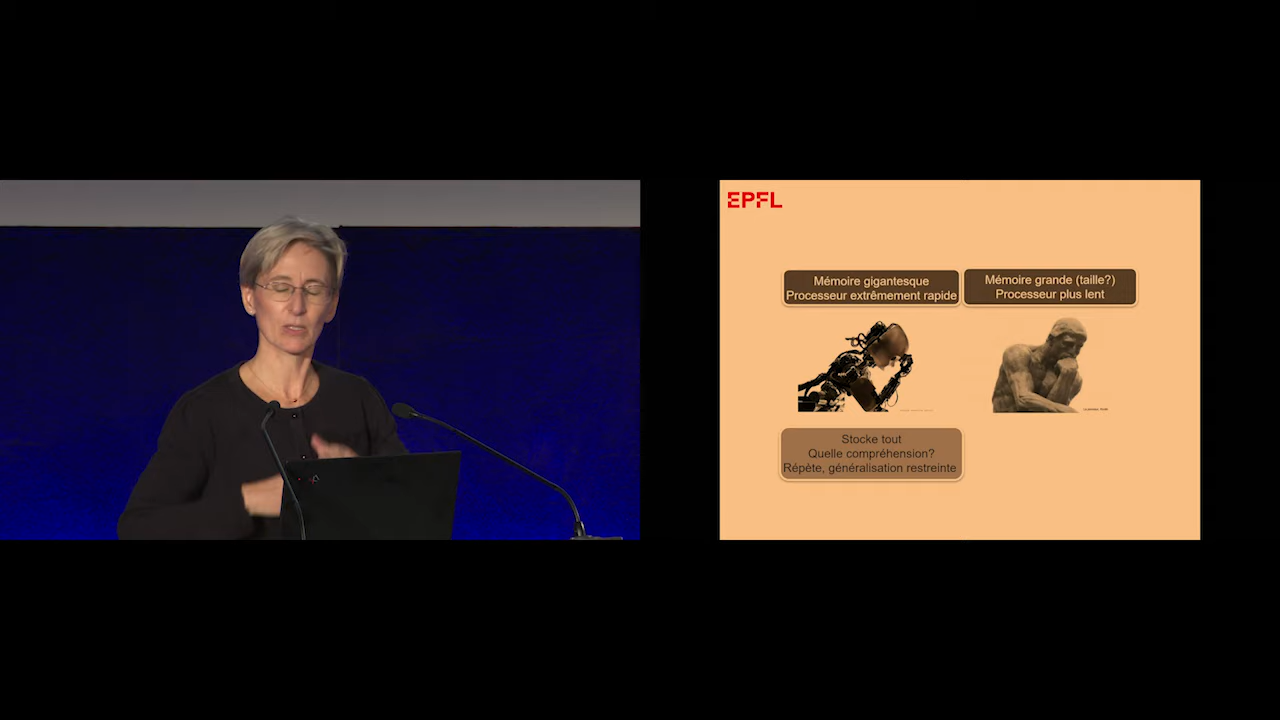 EPFL
Mémoire gigantesque
Processeur extrêmement rapide
Mémoire grande (taille?)
Processeur plus lent
Stocke tout
Quelle compréhension?
Répète, généralisation restreinte